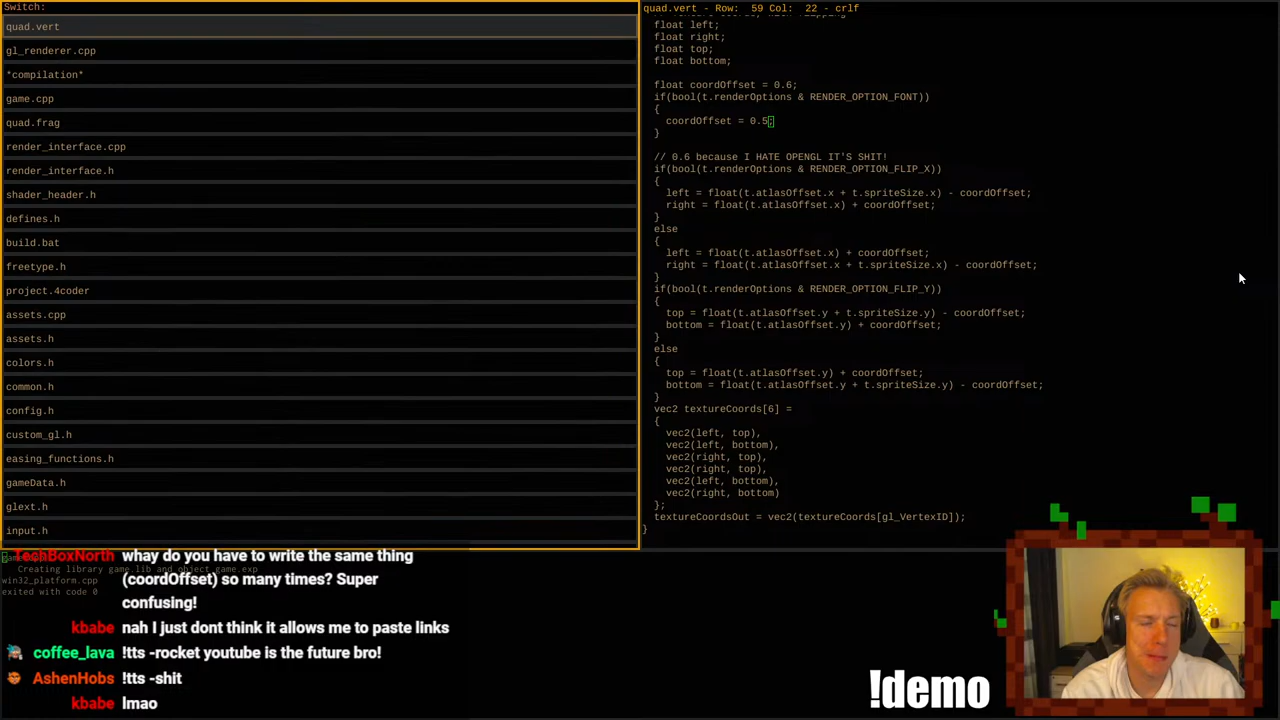 Switch:
quad.vert
gl_renderer.cpp
*compilation*
game.cpp
quad.frag
render_interface.cpp
render_interface.h
shader_header.h
defines.h
build.bat
freetype.h
project.4coder
assets.cpp
assets.h
colors.h
common.h
config.h
custom_gl.h
easing_functions.h
gameData.h
glext.h
input.h
quad.vert - Row: 59 Col: 22 - crlf
float left;
float right;
float top;
float bottom;
float coordOffset = 0.6;
if(bool(t.renderOptions & RENDER_OPTION_FONT))
{
coordOffset = 0.5;
}
// 0.6 because I HATE OPENGL IT'S SHIT!
if(bool(t.renderOptions & RENDER_OPTION_FLIP_X))
{
left = float(t.atlasOffset.x + t.spriteSize.x) - coordOffset;
right = float(t.atlasOffset.x) + coordOffset;
}
else
{
left = float(t.atlasOffset.x) + coordOffset;
right = float(t.atlasOffset.x + t.spriteSize.x) - coordOffset;
}
if(bool(t.renderOptions & RENDER_OPTION_FLIP_Y))
{
top = float(t.atlasOffset.y + t.spriteSize.y) - coordOffset;
bottom = float(t.atlasOffset.y) + coordOffset;
}
else
{
top = float(t.atlasOffset.y) + coordOffset;
bottom = float(t.atlasOffset.y + t.spriteSize.y) - coordOffset;
}
vec2 textureCoords[6] =
{
vec2(left, top),
vec2(left, bottom),
vec2(right, top),
vec2(right, top),
vec2(left, bottom),
vec2(right, bottom)
};
textureCoordsOut = vec2(textureCoords[gl_VertexID]);
}
Creating library game.lib and object game.exp
win32_platform.cpp
exited with code 0
TechBoxNorth whay do you have to write the same thing
(coordOffset) so many times? Super
confusing!
kbabe nah I just dont think it allows me to paste links
coffee_lava !tts -rocket youtube is the future bro!
AshenHobs !tts -shit
kbabe lmao
!demo